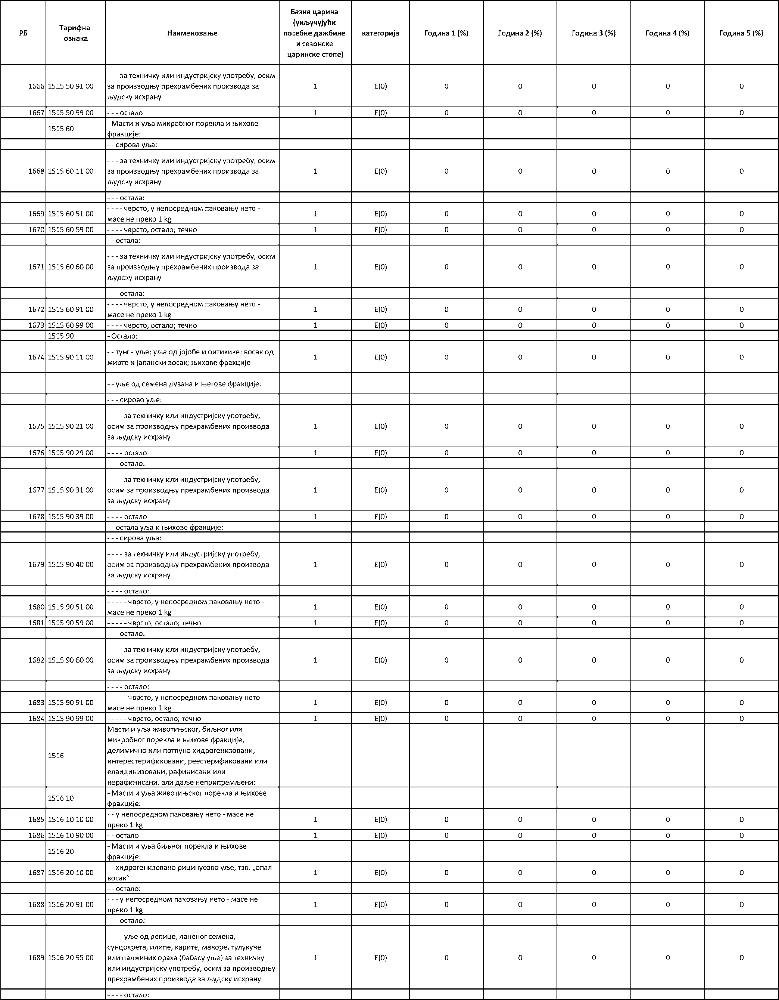 РБ Тарифна ознака Наименовање Базна царина (укључујући посебне дажбине и сезонске царинске стопе) категорија Година 1 (%) Година 2 (%) Година 3 (%) Година 4 (%) Година 5 (%)
1666 1515 50 91 00 - - - за техничку или индустријску употребу, осим
за производњу прехрамбених производа за
људску исхрану 1 E(0) 0 0 0 0 0
1667 1515 50 99 00 - - - остало 1 E(0) 0 0 0 0 0
1515 60 - Масти и уља микробног порекла и њихове
фракције:
- - сирова уља:
1668 1515 60 11 00 - - - за техничку или индустријску употребу, осим
за производњу прехрамбених производа за
људску исхрану 1 E(0) 0 0 0 0 0
- - - остала:
1669 1515 60 51 00 - - - - чврсто, у непосредном паковању нето -
масе не преко 1 kg 1 E(0) 0 0 0 0 0
1670 1515 60 59 00 - - - - чврсто, остало; течно 1 E(0) 0 0 0 0 0
- - остала:
1671 1515 60 60 00 - - - за техничку или индустријску употребу, осим
за производњу прехрамбених производа за
људску исхрану 1 E(0) 0 0 0 0 0
- - - остала:
1672 1515 60 91 00 - - - - чврсто, у непосредном паковању нето -
масе не преко 1 kg 1 E(0) 0 0 0 0 0
1673 1515 60 99 00 - - - - чврсто, остало; течно 1 E(0) 0 0 0 0 0
1515 90 - Остало:
1674 1515 90 11 00 - - тунг - уље; уља од јојобе и оитикике; восак од
мирте и јапански восак; њихове фракције 1 E(0) 0 0 0 0 0
- - уље од семена дувана и његове фракције:
- - - сирово уље:
1675 1515 90 21 00 - - - - за техничку или индустријску употребу,
осим за производњу прехрамбених производа
за људску исхрану 1 E(0) 0 0 0 0 0
1676 1515 90 29 00 - - - - остало 1 E(0) 0 0 0 0 0
- - - остало:
1677 1515 90 31 00 - - - - за техничку или индустријску употребу,
осим за производњу прехрамбених производа
за људску исхрану 1 E(0) 0 0 0 0 0
1678 1515 90 39 00 - - - - остало 1 E(0) 0 0 0 0 0
- - остала уља и њихове фракције:
- - - сирова уља:
1679 1515 90 40 00 - - - - за техничку или индустријску употребу,
осим за производњу прехрамбених производа
за људску исхрану 1 E(0) 0 0 0 0 0
- - - - остало:
1680 1515 90 51 00 - - - - - чврсто, у непосредном паковању нето -
масе не преко 1 kg 1 E(0) 0 0 0 0 0
1681 1515 90 59 00 - - - - - чврсто, остало; течно 1 E(0) 0 0 0 0 0
- - - остало:
1682 1515 90 60 00 - - - - за техничку или индустријску употребу,
осим за производњу прехрамбених производа
за људску исхрану 1 E(0) 0 0 0 0 0
- - - - остало:
1683 1515 90 91 00 - - - - - чврсто, у непосредном паковању нето -
масе не преко 1 kg 1 E(0) 0 0 0 0 0
1684 1515 90 99 00 - - - - - чврсто, остало; течно 1 E(0) 0 0 0 0 0
1516 Масти и уља животињског, биљног или
микробног порекла и њихове фракције,
делимично или потпуно хидрогенизовани,
интерестерификовани, реестерификовани или
елаидинизовани, рафинисани или
нерафинисани, али даље неприпремљени:
1516 10 - Масти и уља животињског порекла и њихове
фракције:
1685 1516 10 10 00 - - у непосредном паковању нето - масе не
преко 1 kg 1 E(0) 0 0 0 0 0
1686 1516 10 90 00 - - остало 1 E(0) 0 0 0 0 0
1516 20 - Масти и уља биљног порекла и њихове
фракције:
1687 1516 20 10 00 - - хидрогенизовано рицинусово уље, тзв. „опал
восак” 1 E(0) 0 0 0 0 0
- - остало:
1688 1516 20 91 00 - - - у непосредном паковању нето - масе не
преко 1 kg 1 E(0) 0 0 0 0 0
- - - остало:
1689 1516 20 95 00 - - - - уље од репице, ланеног семена,
сунцокрета, илипе, карите, макоре, тулукуне
или палминих ораха (бабасу уље) за техничку
или индустријску употребу, осим за производњу
прехрамбених производа за људску исхрану 1 E(0) 0 0 0 0 0
- - - - остало: